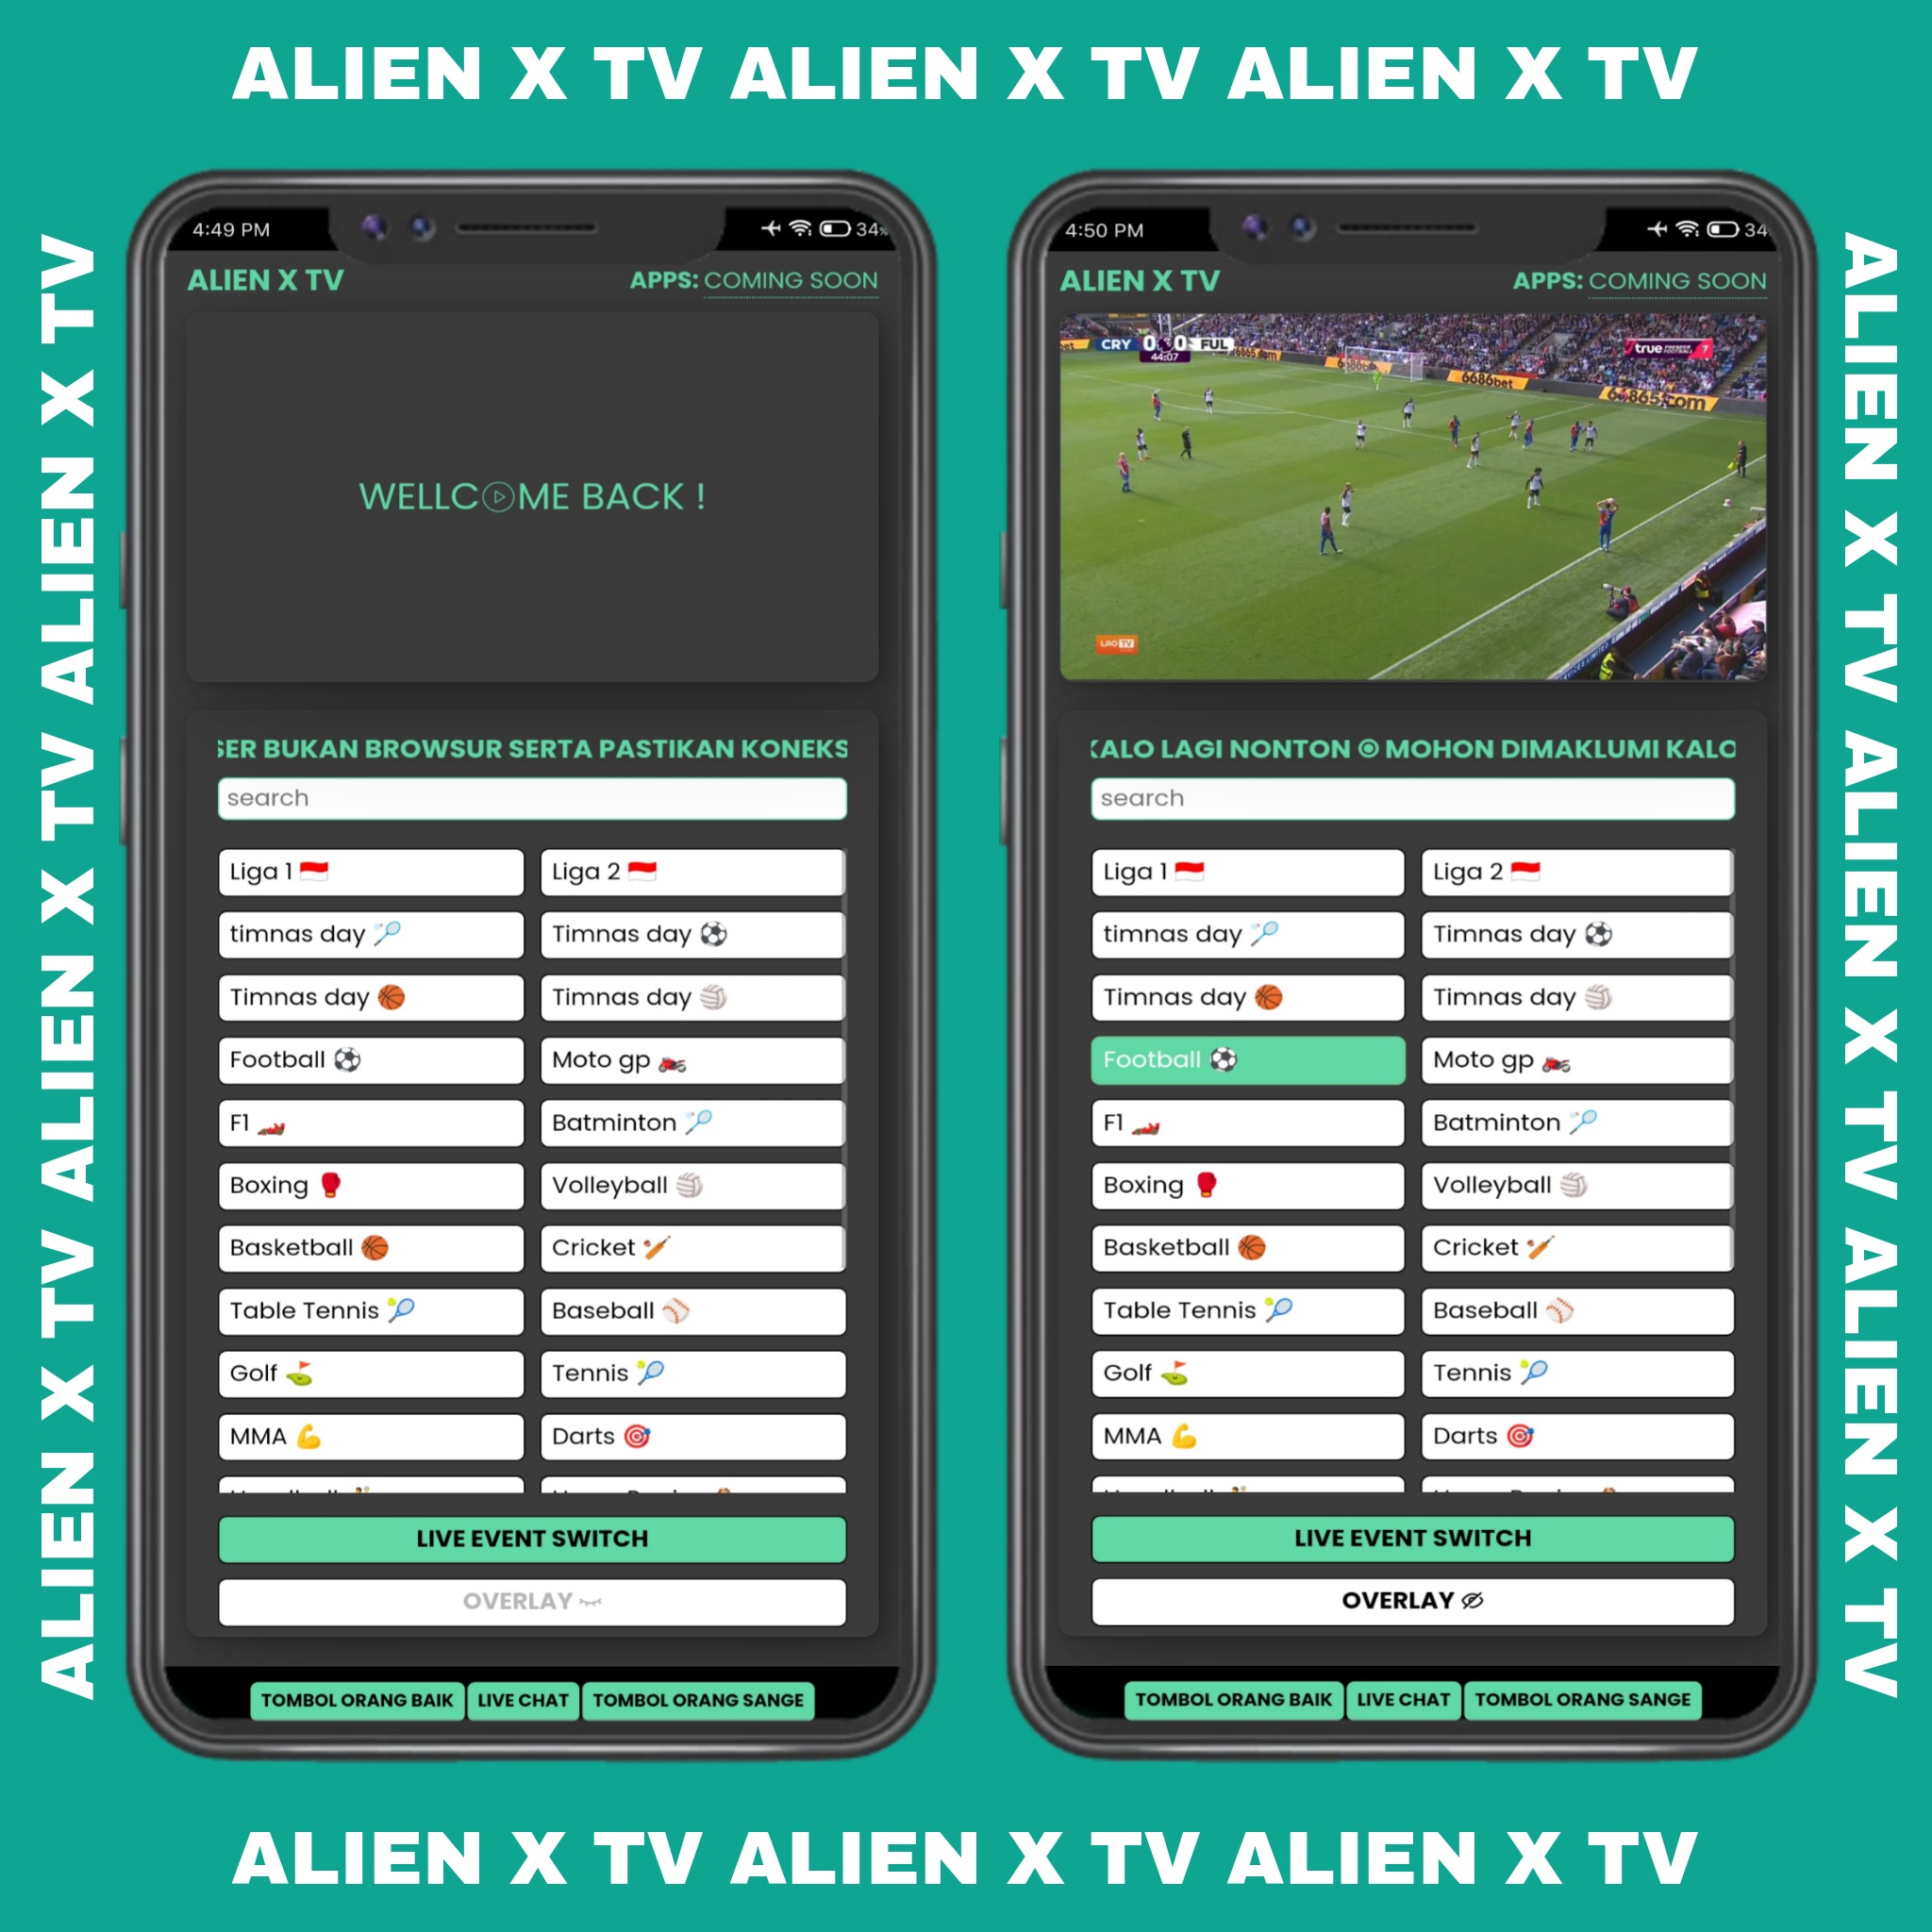 ALIEN X TV ALIEN X TV ALIEN X TV
ALIEN X TV ALIEN X TV ALIEN X TV
4:49 PM
34%
ALIEN X TV
APPS: COMING SOON
WELLCOME BACK !
SER BUKAN BROWSUR SERTA PASTIKAN KONEKS
search
Liga 1
Liga 2
timnas day
Timnas day
Timnas day
Timnas day
Football
Moto gp
F1
Batminton
Boxing
Volleyball
Basketball
Cricket
Table Tennis
Baseball
Golf
Tennis
MMA
Darts
LIVE EVENT SWITCH
OVERLAY
TOMBOL ORANG BAIK
LIVE CHAT
TOMBOL ORANG SANGE
4:50 PM
34
ALIEN X TV
APPS: COMING SOON
CRY 0 0 FUL
44:07
true PREMIER FOOTBALL 7
6686bet
LAO TV
KALO LAGI NONTON MOHON DIMAKLUMI KALO
search
Liga 1
Liga 2
timnas day
Timnas day
Timnas day
Timnas day
Football
Moto gp
F1
Batminton
Boxing
Volleyball
Basketball
Cricket
Table Tennis
Baseball
Golf
Tennis
MMA
Darts
LIVE EVENT SWITCH
OVERLAY
TOMBOL ORANG BAIK
LIVE CHAT
TOMBOL ORANG SANGE
ALIEN X TV ALIEN X TV ALIEN X TV
ALIEN X TV ALIEN X TV ALIEN X TV